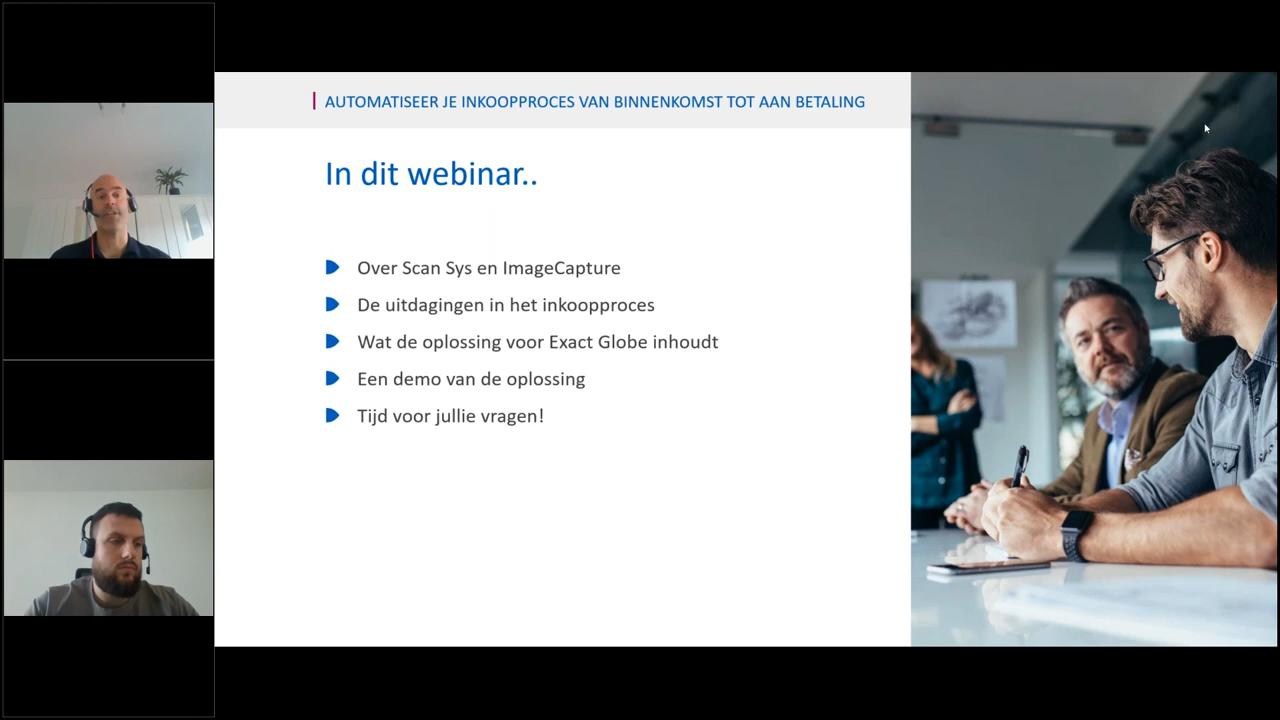 AUTOMATISEER JE INKOOPPROCES VAN BINNENKOMST TOT AAN BETALING
In dit webinar..
Over Scan Sys en ImageCapture
De uitdagingen in het inkoopproces
Wat de oplossing voor Exact Globe inhoudt
Een demo van de oplossing
Tijd voor jullie vragen!